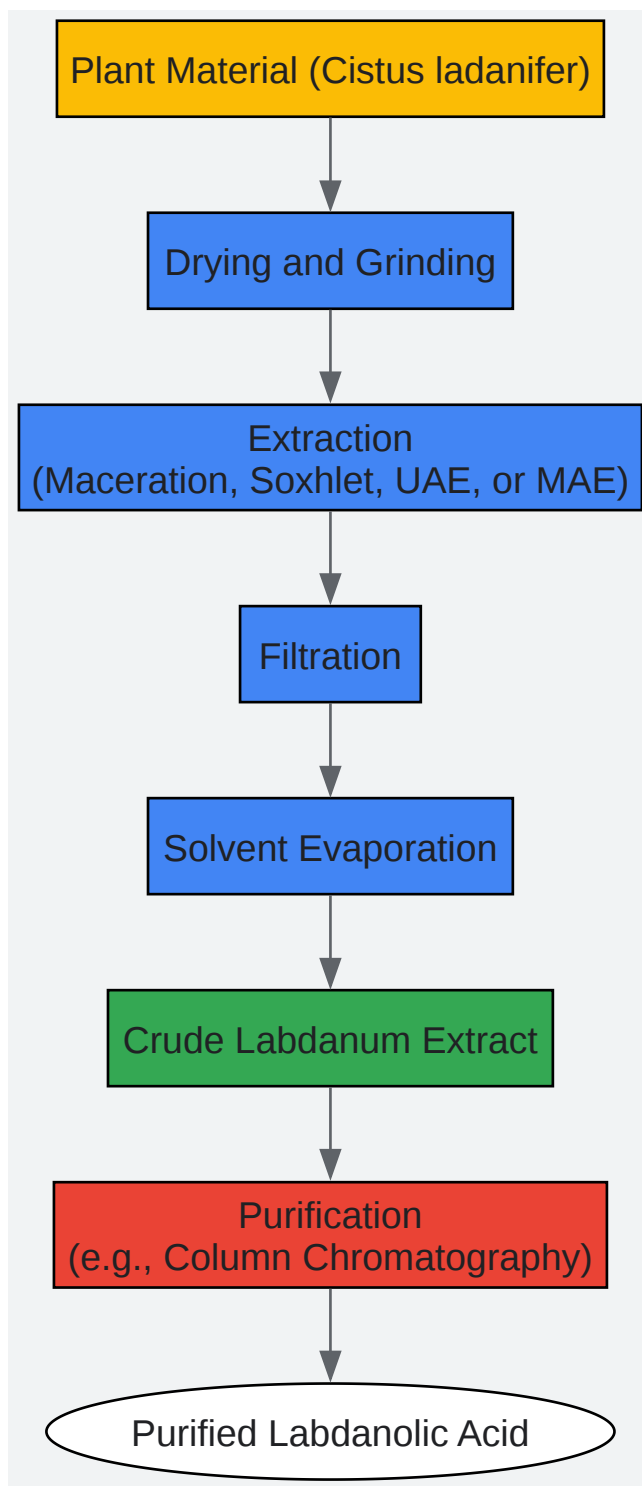 Plant Material (Cistus ladanifer)
Drying and Grinding
Extraction
(Maceration, Soxhlet, UAE, or MAE)
Filtration
Solvent Evaporation
Crude Labdanum Extract
Purification
(e.g., Column Chromatography)
Purified Labdanolic Acid